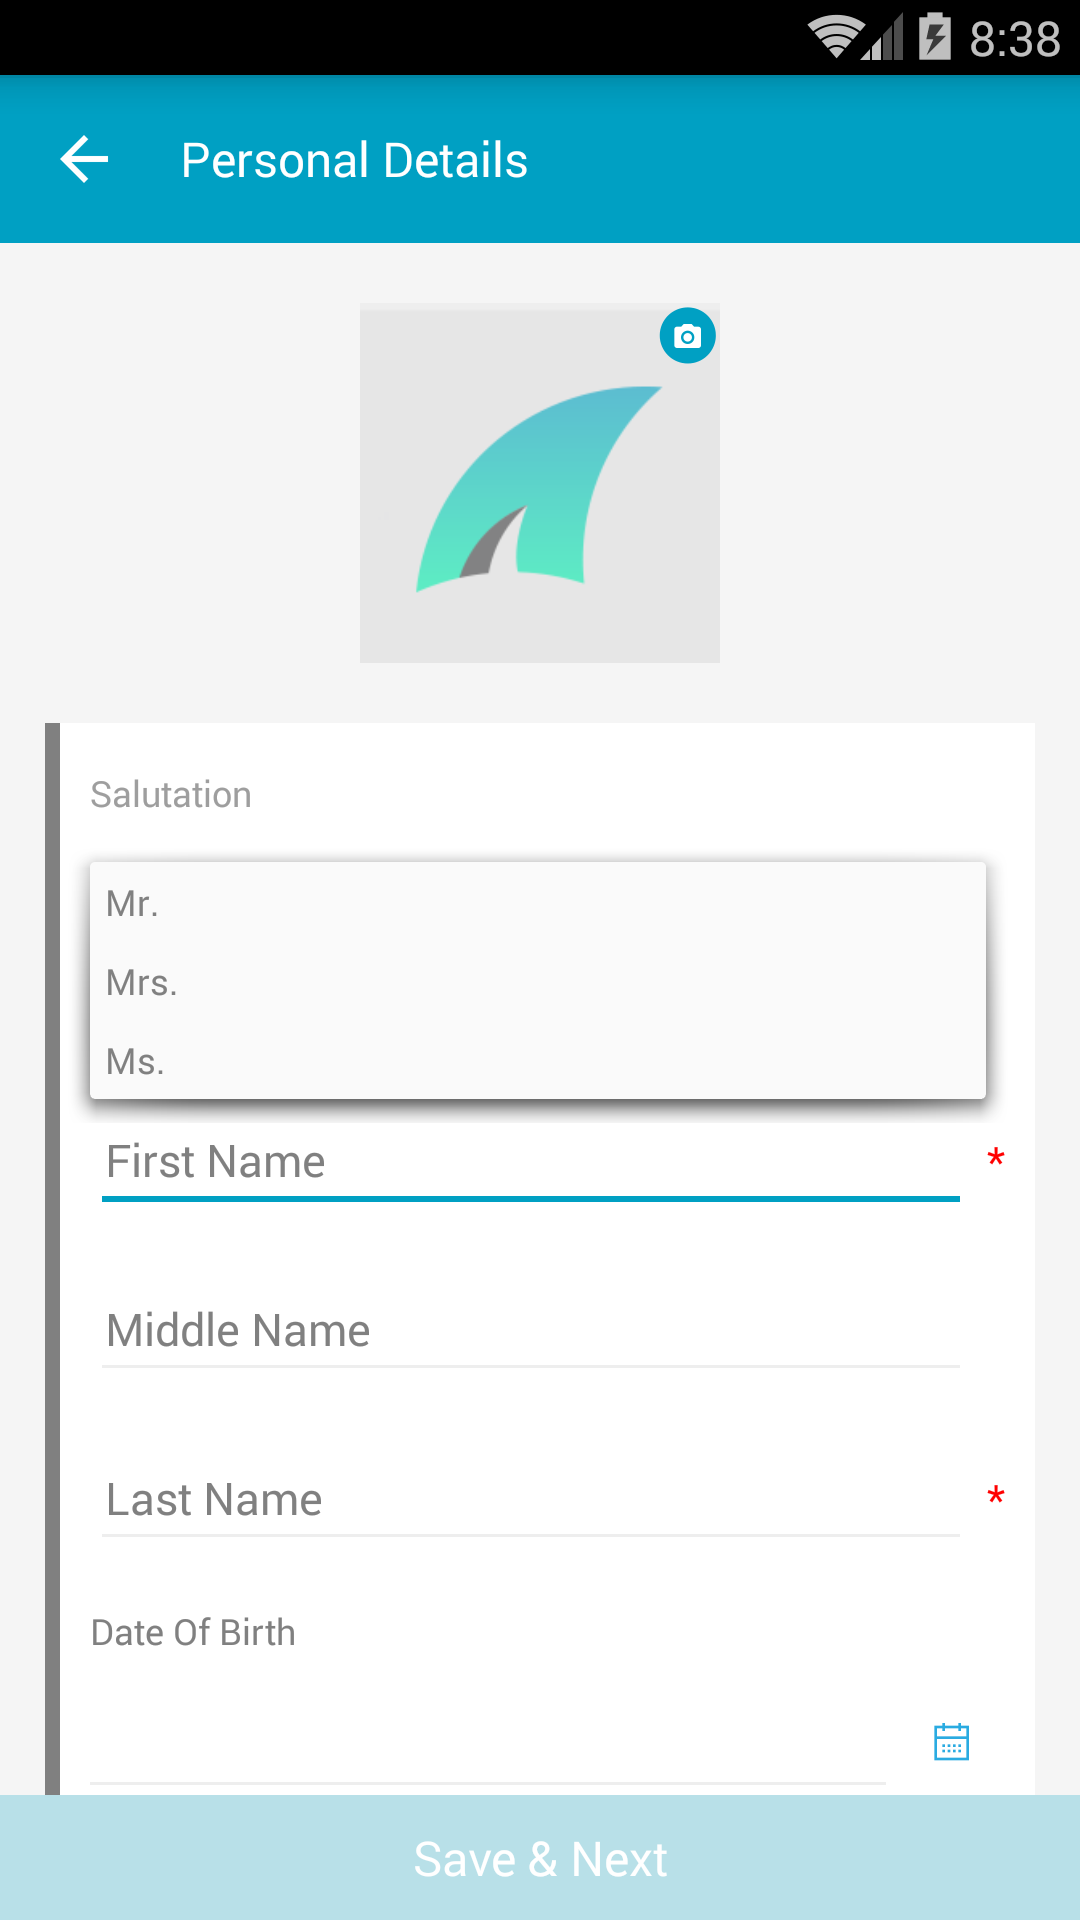 8:38
Personal Details
Salutation
Mr.
Mrs.
Ms.
First Name *
Middle Name
Last Name *
Date Of Birth
Save & Next